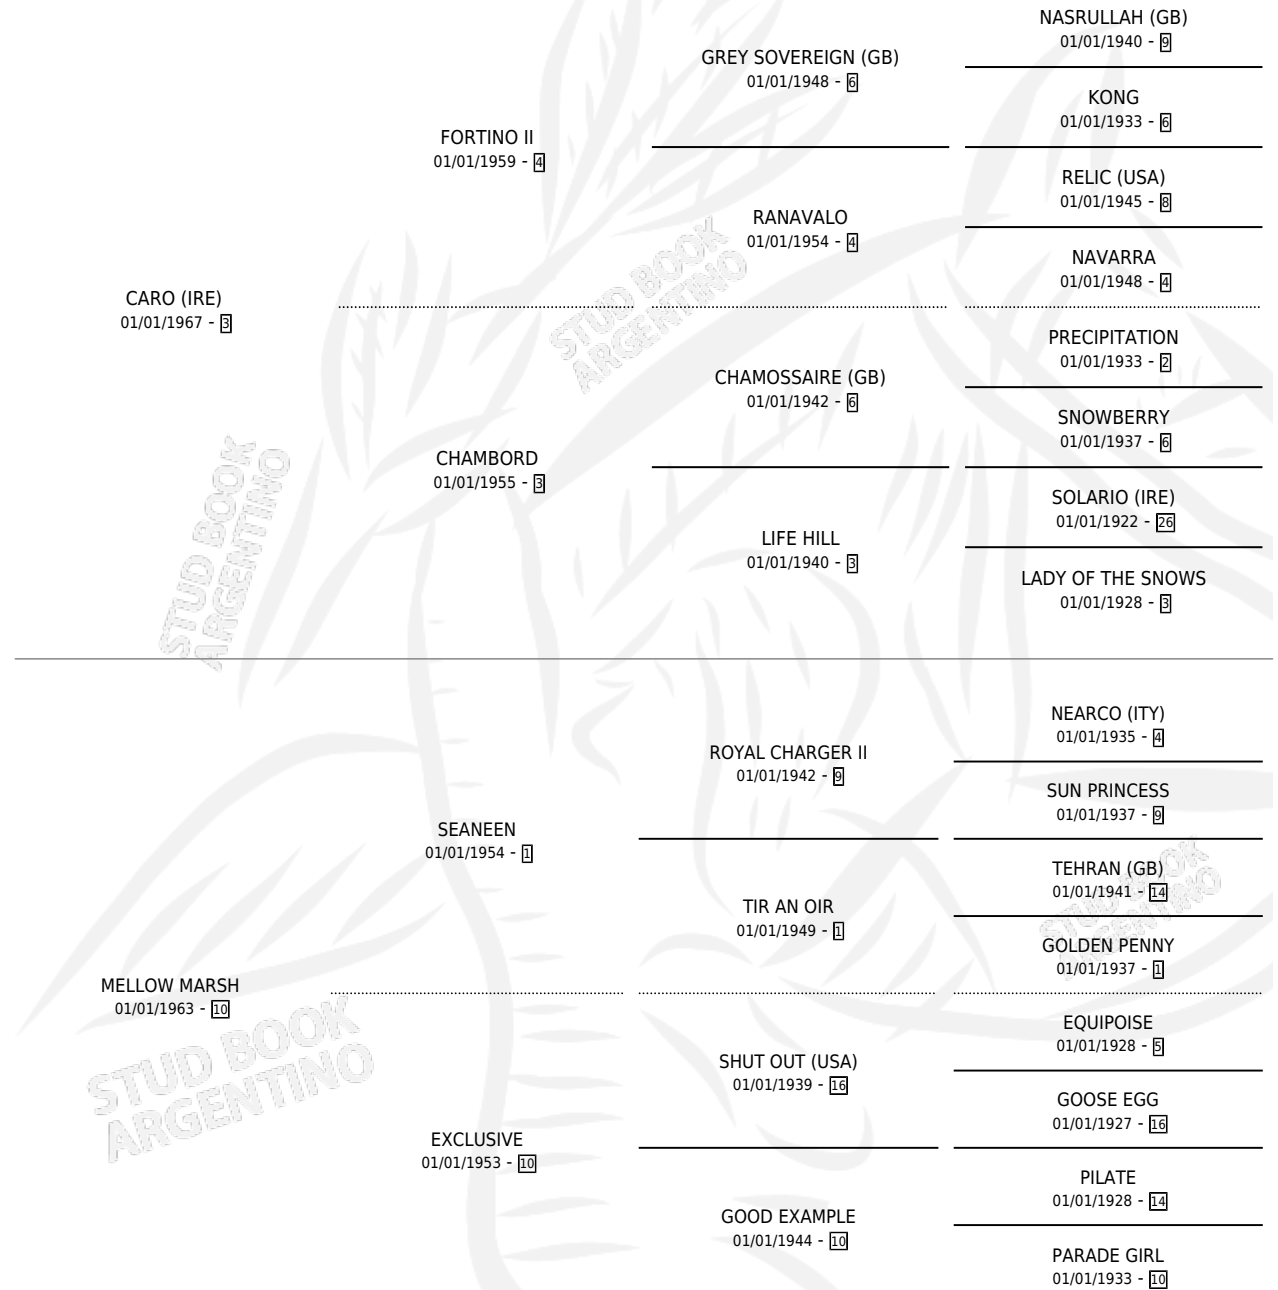 NASRULLAH (GB)
01/01/1940 - 9
GREY SOVEREIGN (GB)
01/01/1948 - 6
KONG
01/01/1933 - 6
FORTINO II
01/01/1959 - 4
RELIC (USA)
01/01/1945 - 8
RANAVALO
01/01/1954 - 4
NAVARRA
01/01/1948 - 4
CARO (IRE)
01/01/1967 - 3
STUD BOOK
ARGENTINO
PRECIPITATION
01/01/1933 - 2
CHAMOSSAIRE (GB)
01/01/1942 - 6
SNOWBERRY
01/01/1937 - 6
CHAMBORD
01/01/1955 - 3
SOLARIO (IRE)
01/01/1922 - 26
LIFE HILL
01/01/1940 - 3
LADY OF THE SNOWS
01/01/1928 - 3
STUD BOOK
ARGENTINO
NEARCO (ITY)
01/01/1935 - 4
ROYAL CHARGER II
01/01/1942 - 9
SUN PRINCESS
01/01/1937 - 9
SEANEEN
01/01/1954 - 1
TEHRAN (GB)
01/01/1941 - 14
TIR AN OIR
01/01/1949 - 1
GOLDEN PENNY
01/01/1937 - 1
STUD BOOK
ARGENTINO
MELLOW MARSH
01/01/1963 - 10
EQUIPOISE
01/01/1928 - 5
SHUT OUT (USA)
01/01/1939 - 16
GOOSE EGG
01/01/1927 - 16
STUD BOOK
ARGENTINO
EXCLUSIVE
01/01/1953 - 10
PILATE
01/01/1928 - 14
GOOD EXAMPLE
01/01/1944 - 10
PARADE GIRL
01/01/1933 - 10